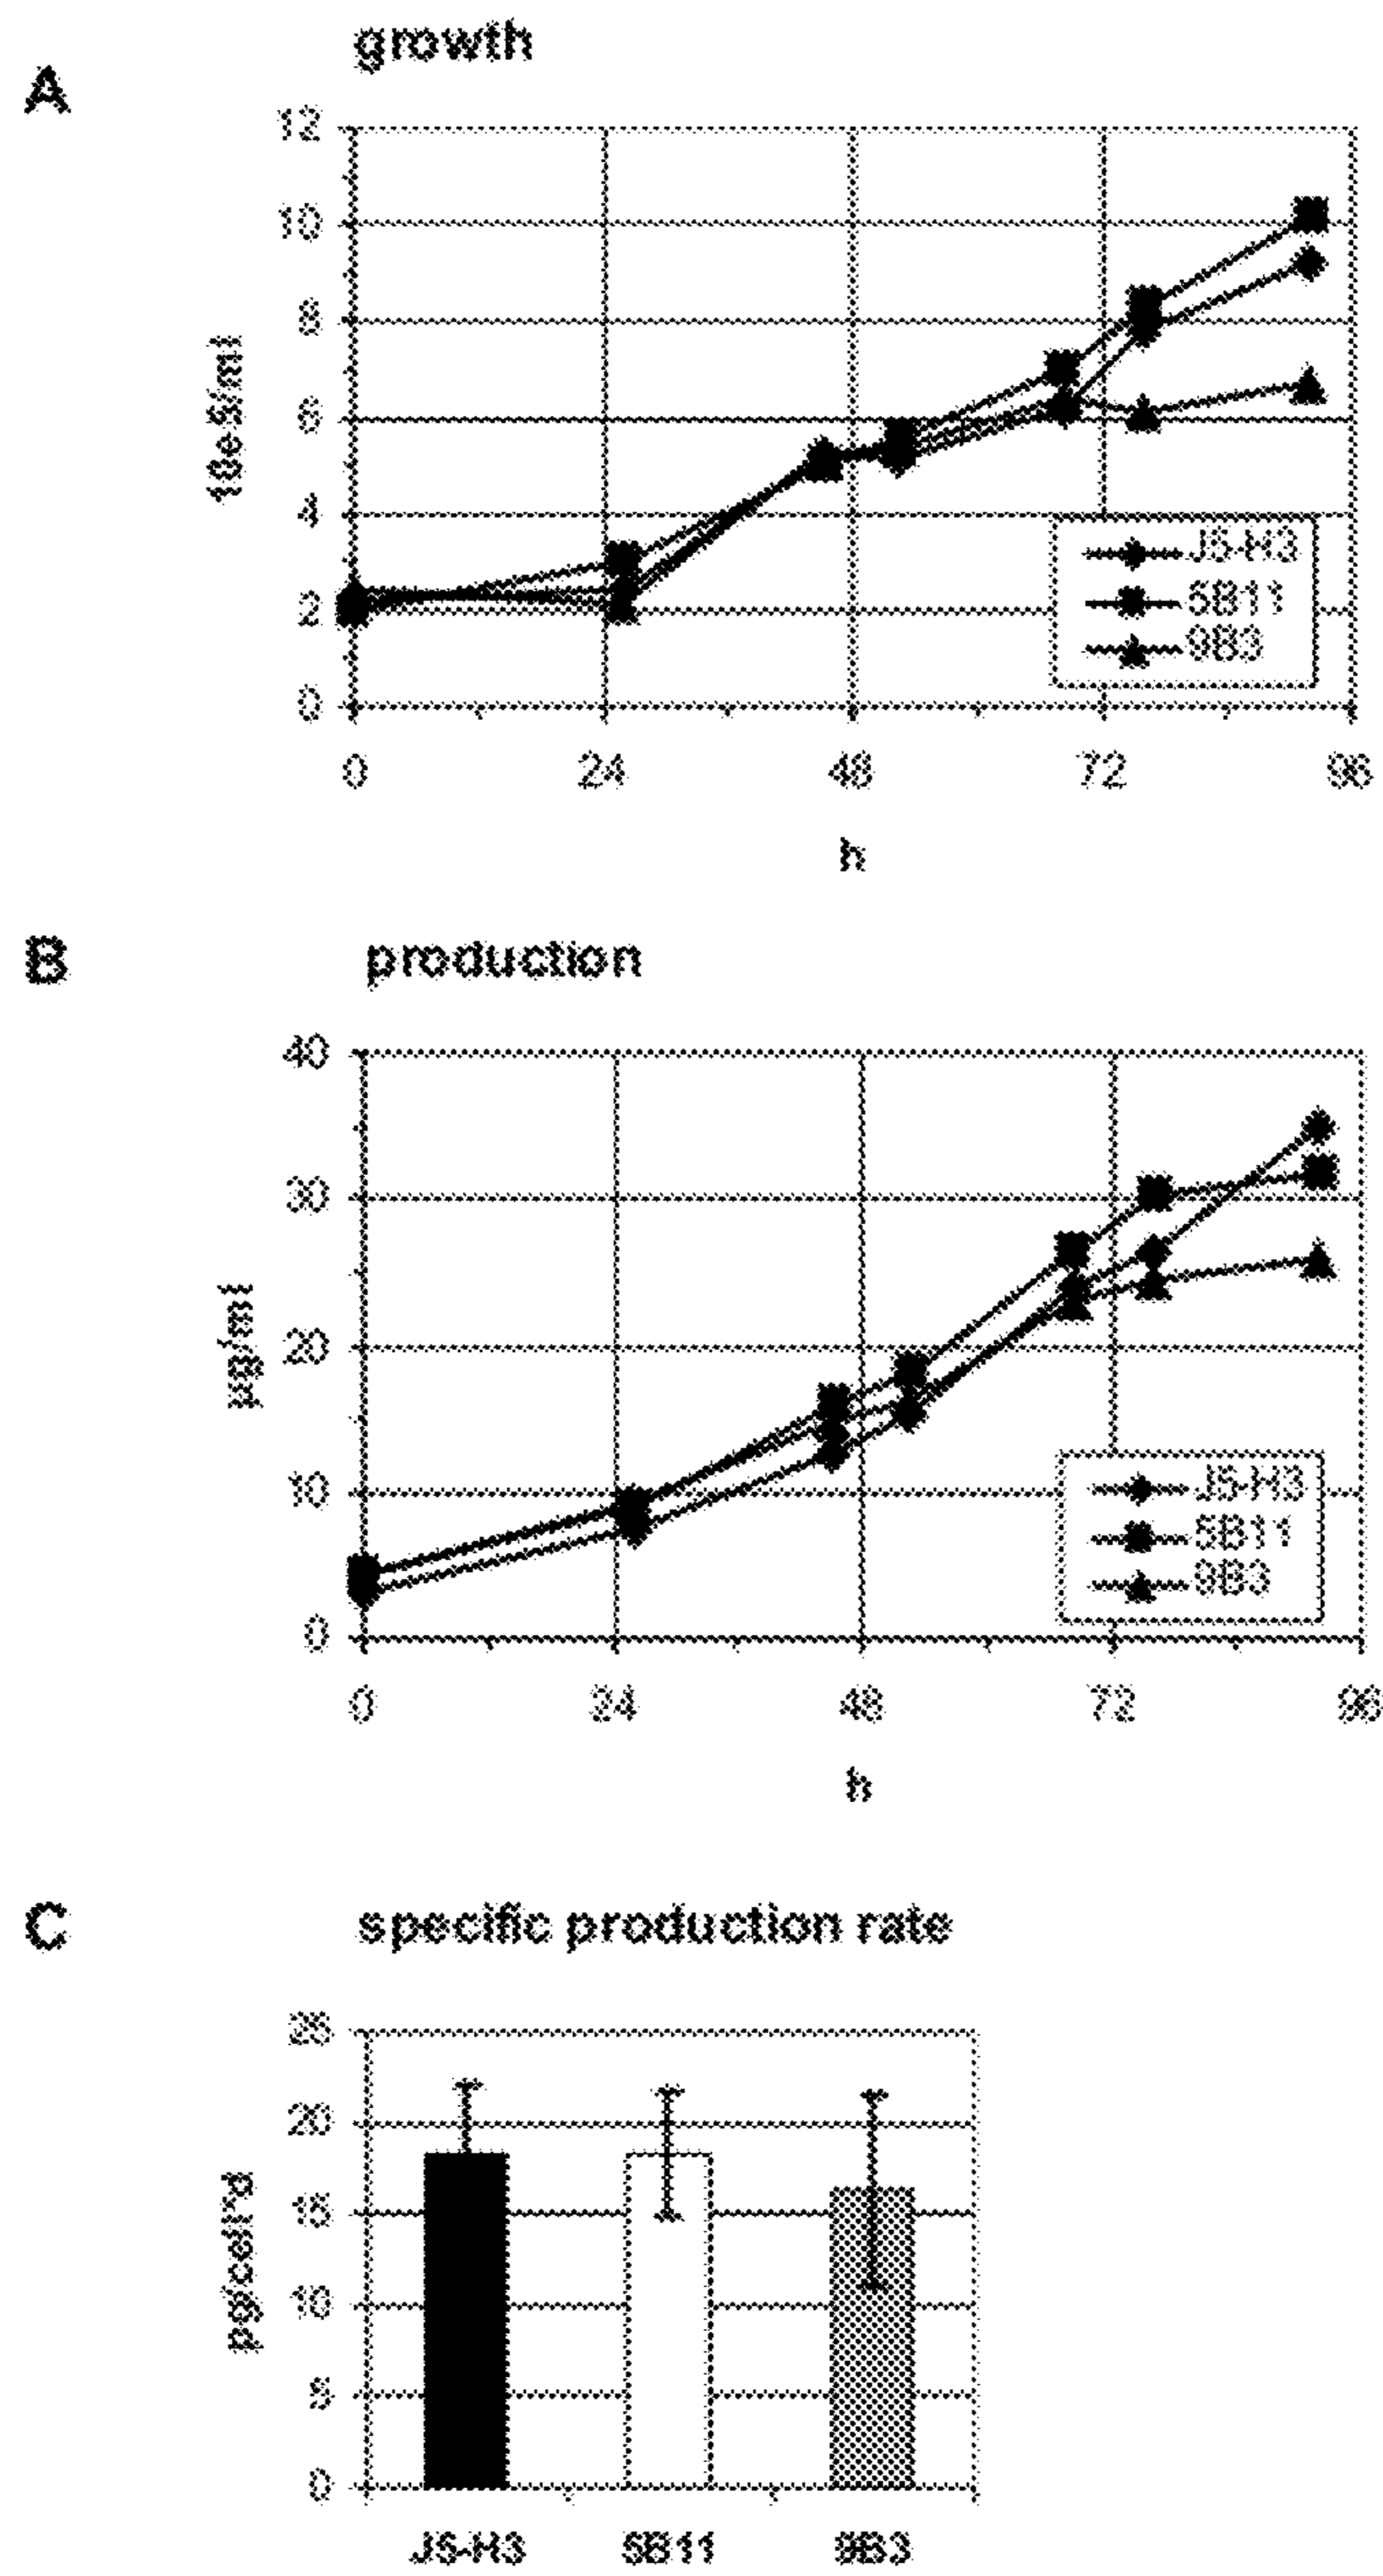 A
growth
12
10
8
6
4
2
0
10e5/ml
0 24 48 72 96
h
J5-H3
5B11
9B3
B
production
40
30
20
10
0
µg/ml
0 24 48 72 96
h
J5-H3
5B11
9B3
C
specific production rate
25
20
15
10
5
0
pg/cell*d
J5-H3 5B11 9B3